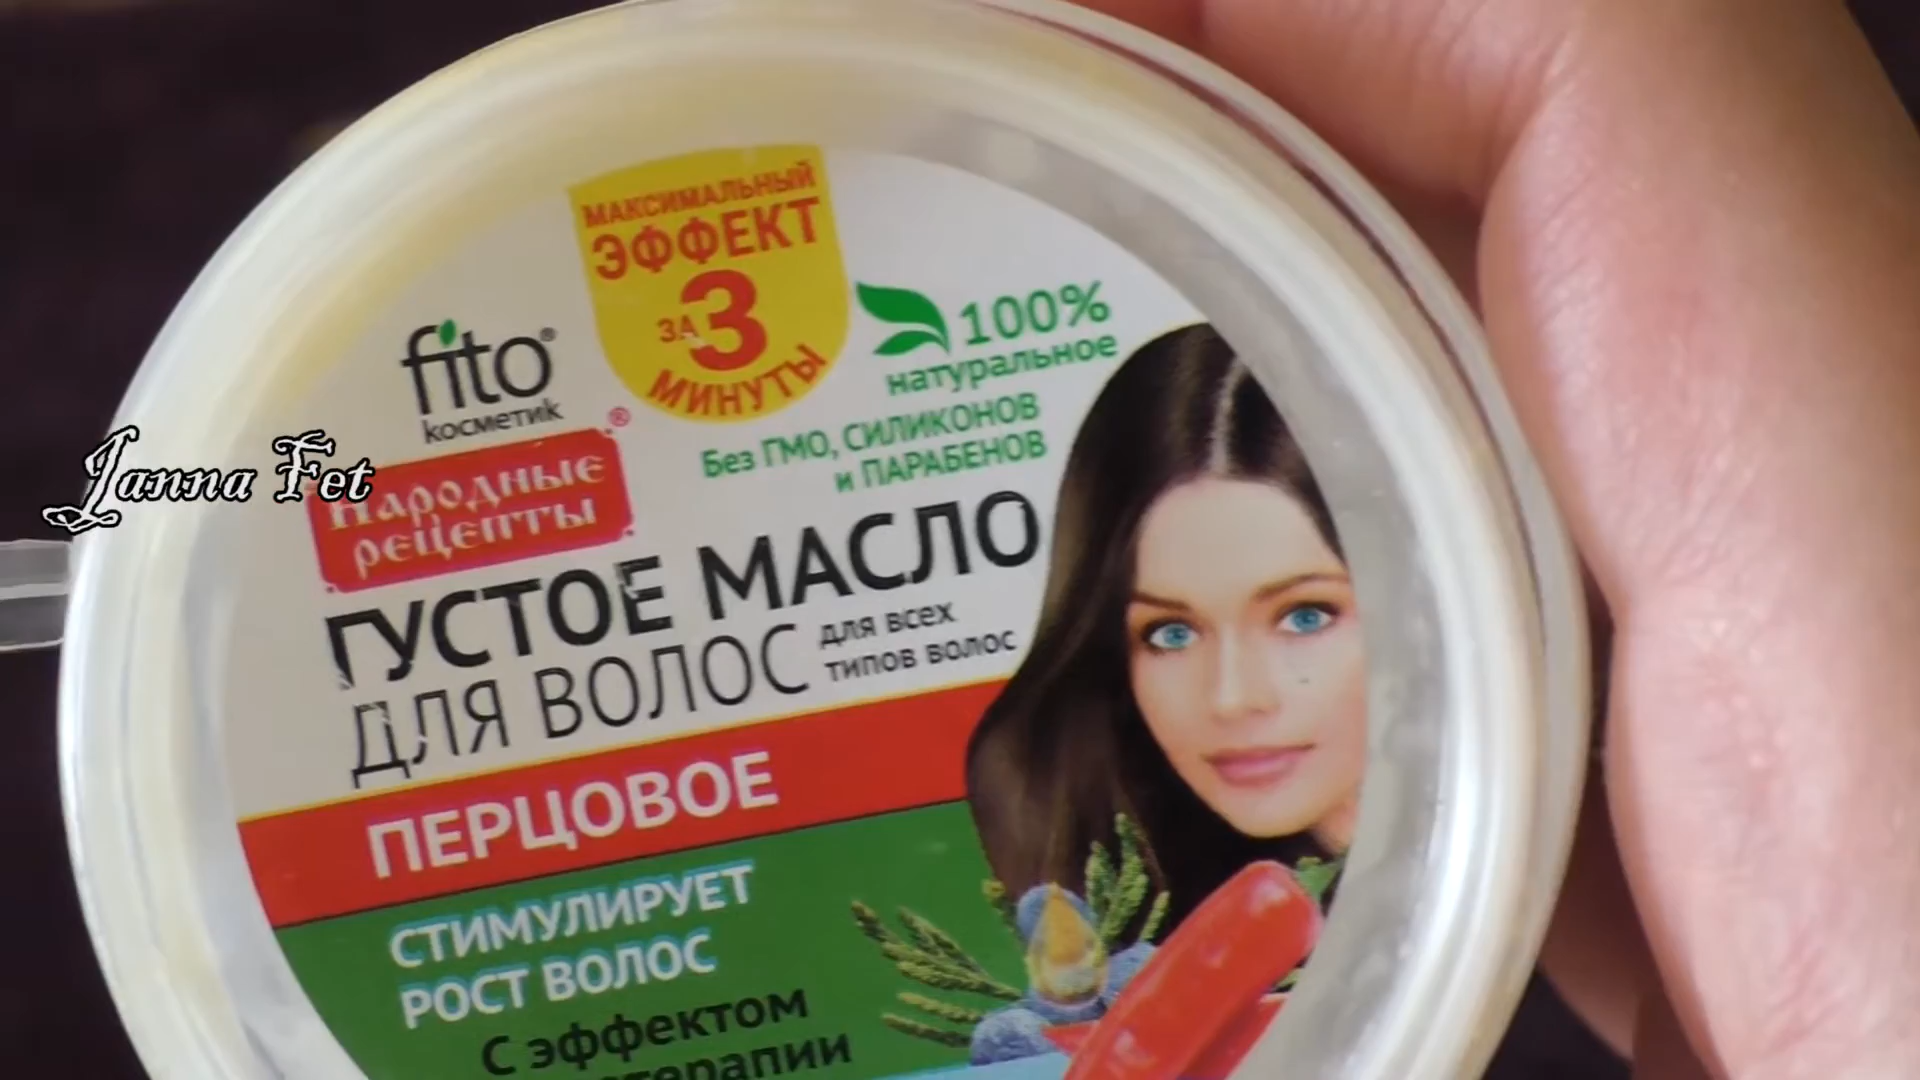 МАКСИМАЛЬНЫЙ
ЭФФЕКТ
ЗА 3
МИНУТЫ
fito®
косметик
100%
натуральное
Без ГМО, СИЛИКОНОВ
и ПАРАБЕНОВ
Janna Fet
Народные®
рецепты
ГУСТОЕ МАСЛО
ДЛЯ ВОЛОС
для всех
типов волос
ПЕРЦОВОЕ
СТИМУЛИРУЕТ
РОСТ ВОЛОС
С эффектом